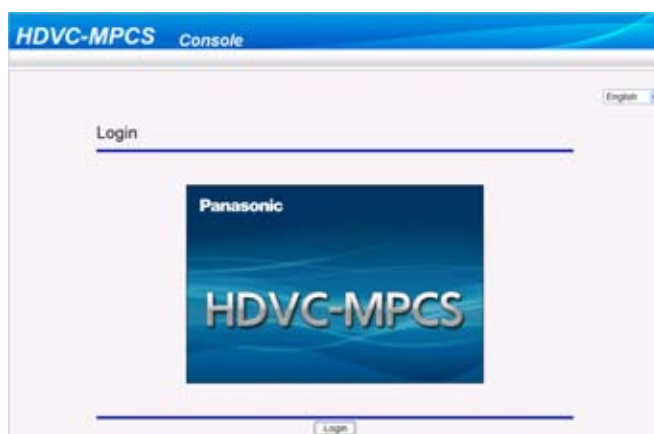 HDVC-MPCS Console
English
Login
Panasonic
HDVC-MPCS
Login